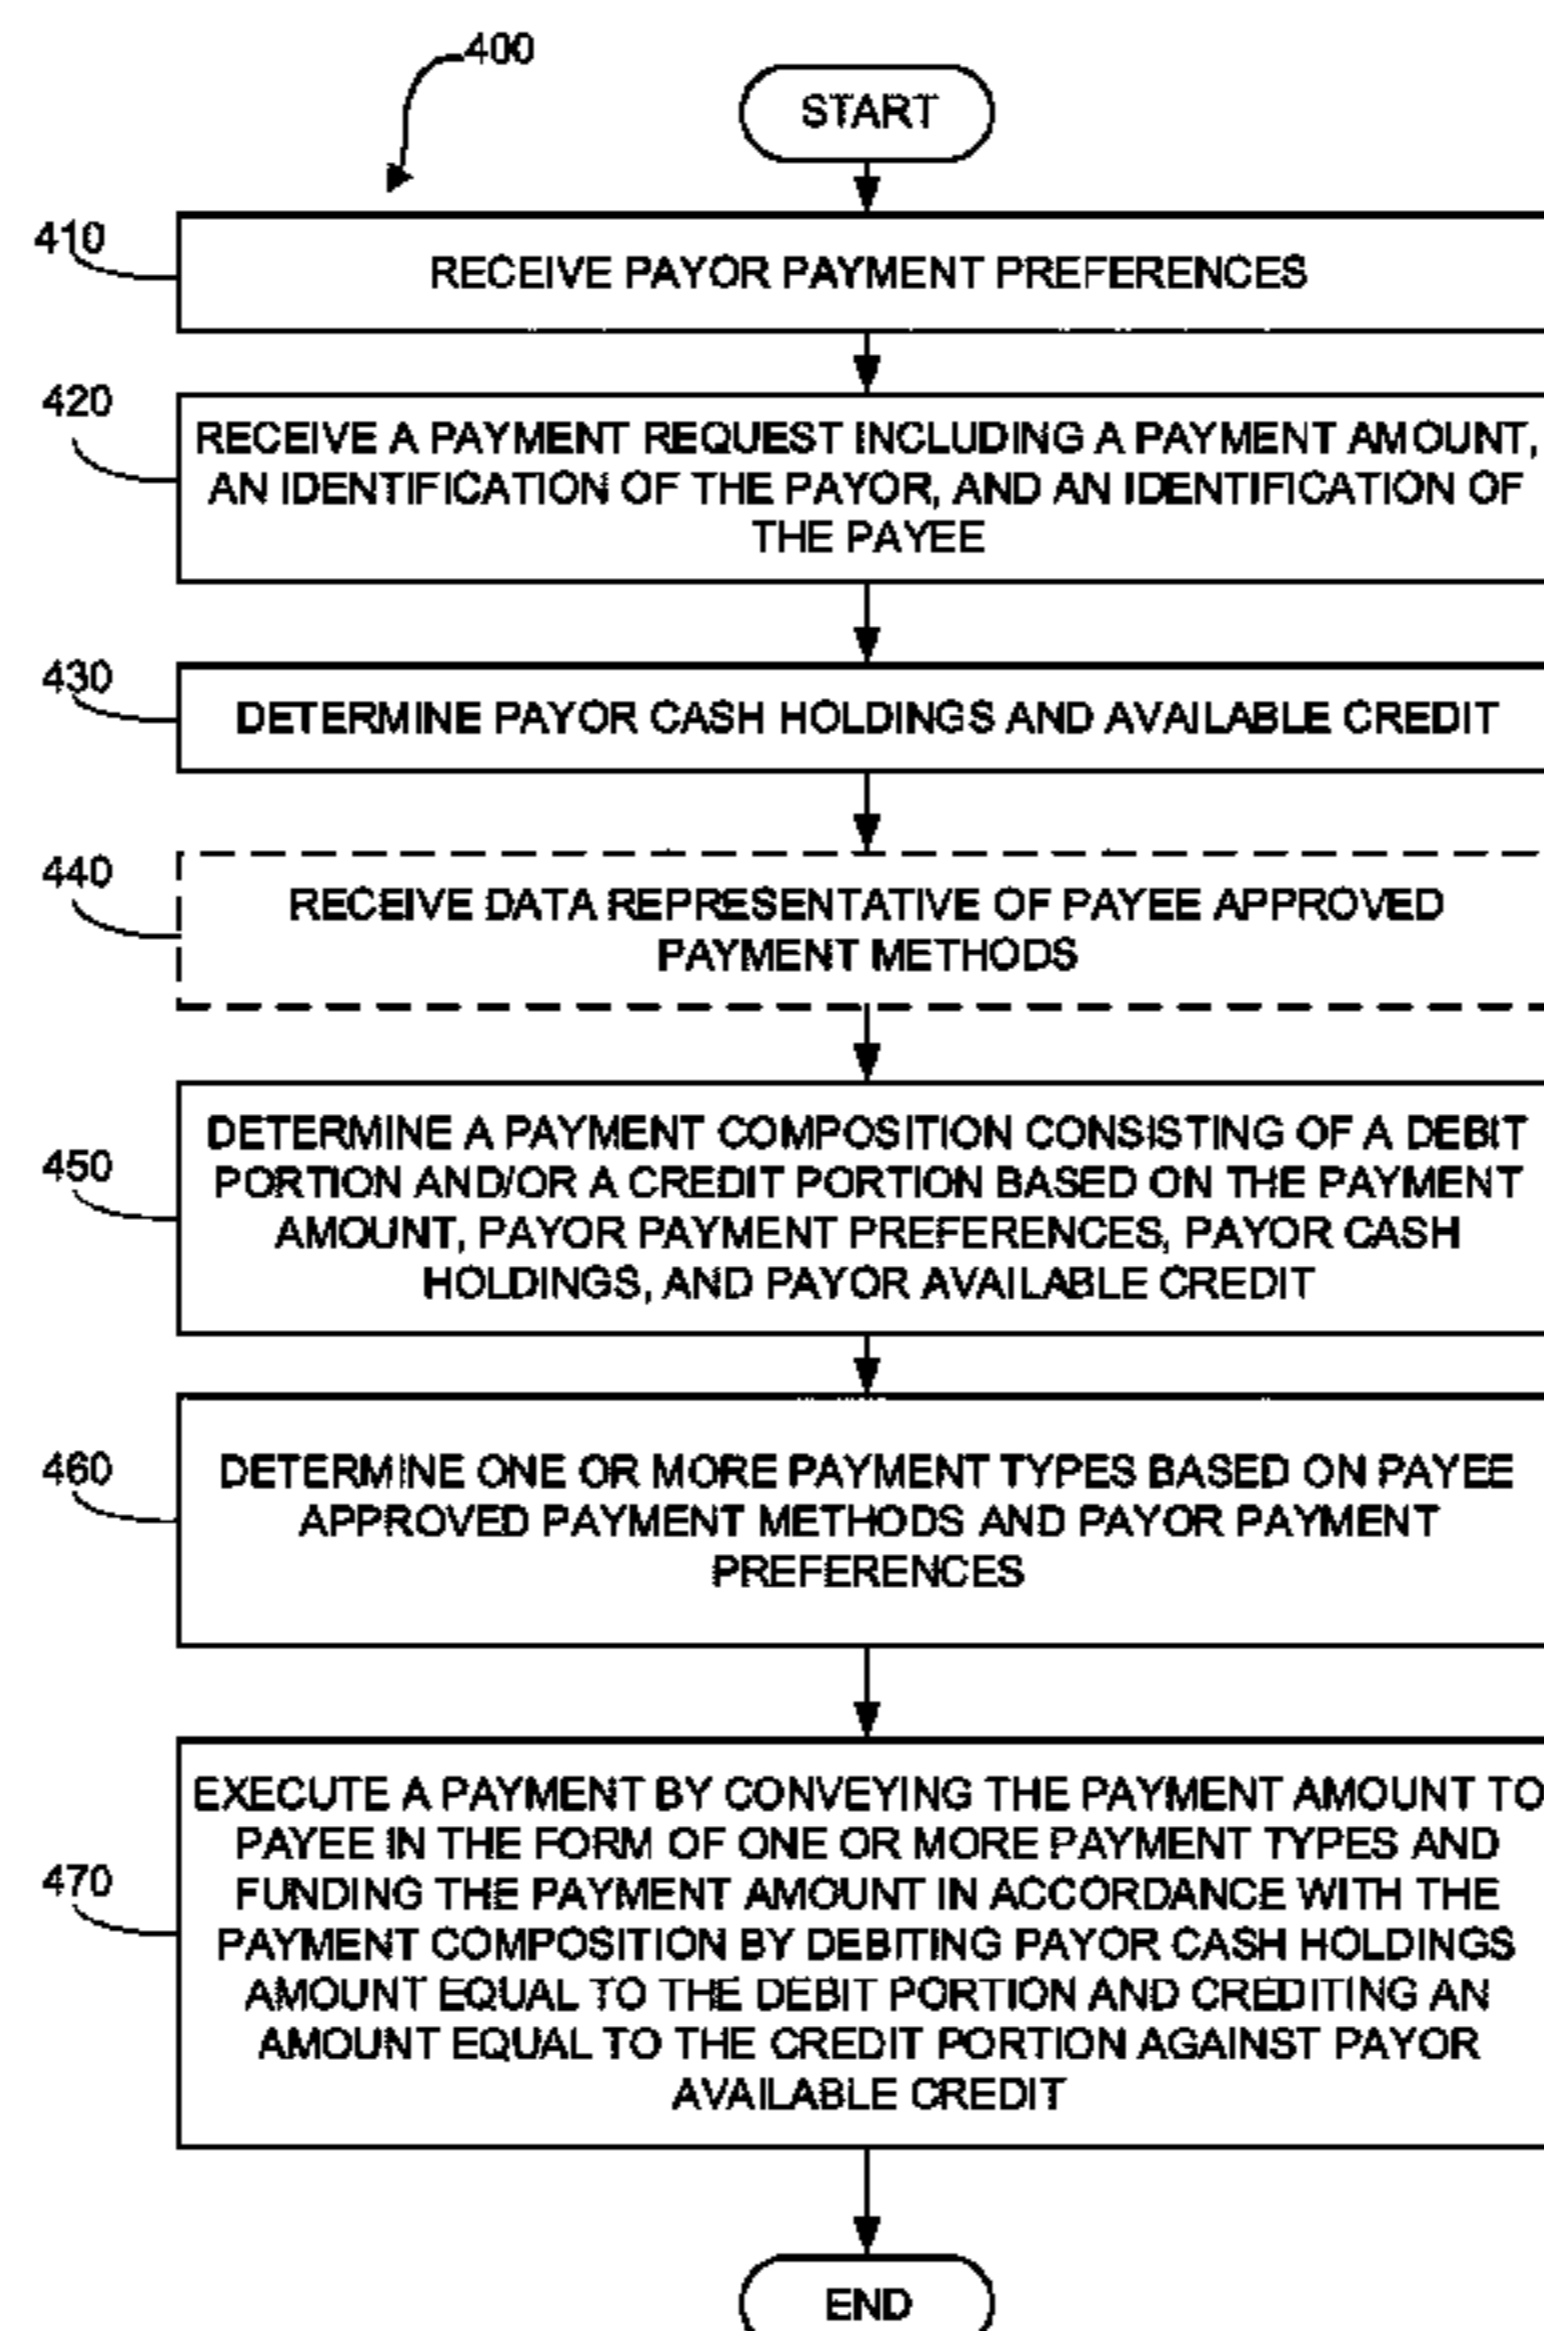 400
START
410
RECEIVE PAYOR PAYMENT PREFERENCES
420
RECEIVE A PAYMENT REQUEST INCLUDING A PAYMENT AMOUNT,
AN IDENTIFICATION OF THE PAYOR, AND AN IDENTIFICATION OF
THE PAYEE
430
DETERMINE PAYOR CASH HOLDINGS AND AVAILABLE CREDIT
440
RECEIVE DATA REPRESENTATIVE OF PAYEE APPROVED
PAYMENT METHODS
450
DETERMINE A PAYMENT COMPOSITION CONSISTING OF A DEBIT
PORTION AND/OR A CREDIT PORTION BASED ON THE PAYMENT
AMOUNT, PAYOR PAYMENT PREFERENCES, PAYOR CASH
HOLDINGS, AND PAYOR AVAILABLE CREDIT
460
DETERMINE ONE OR MORE PAYMENT TYPES BASED ON PAYEE
APPROVED PAYMENT METHODS AND PAYOR PAYMENT
PREFERENCES
470
EXECUTE A PAYMENT BY CONVEYING THE PAYMENT AMOUNT TO
PAYEE IN THE FORM OF ONE OR MORE PAYMENT TYPES AND
FUNDING THE PAYMENT AMOUNT IN ACCORDANCE WITH THE
PAYMENT COMPOSITION BY DEBITING PAYOR CASH HOLDINGS
AMOUNT EQUAL TO THE DEBIT PORTION AND CREDITING AN
AMOUNT EQUAL TO THE CREDIT PORTION AGAINST PAYOR
AVAILABLE CREDIT
END